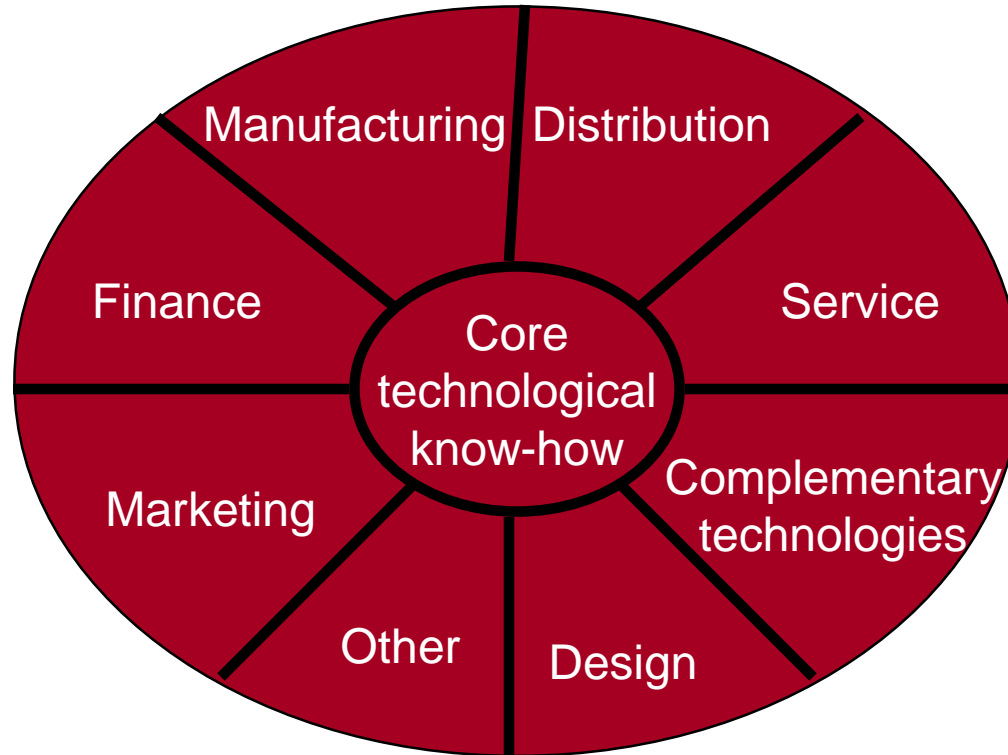 Manufacturing
Distribution
Finance
Service
Core
technological
know-how
Marketing
Complementary
technologies
Other
Design